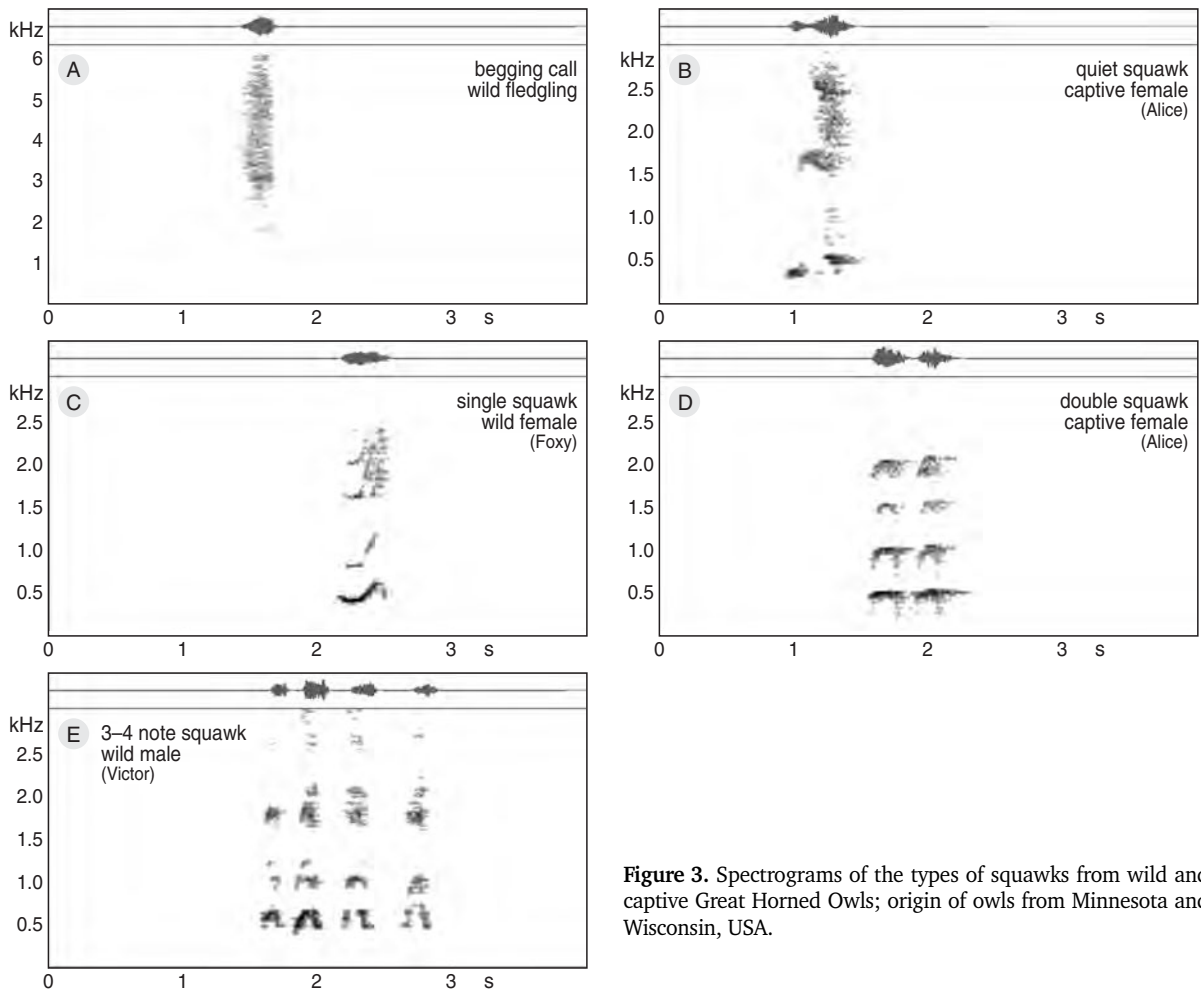 kHz
6
5
4
3
2
1
A
begging call
wild fledgling
0 1 2 3 s
kHz
2.5
2.0
1.5
1.0
0.5
B
quiet squawk
captive female
(Alice)
0 1 2 3 s
kHz
2.5
2.0
1.5
1.0
0.5
C
single squawk
wild female
(Foxy)
0 1 2 3 s
kHz
2.5
2.0
1.5
1.0
0.5
D
double squawk
captive female
(Alice)
0 1 2 3 s
kHz
2.5
2.0
1.5
1.0
0.5
E
3–4 note squawk
wild male
(Victor)
0 1 2 3 s
Figure 3. Spectrograms of the types of squawks from wild and
captive Great Horned Owls; origin of owls from Minnesota and
Wisconsin, USA.